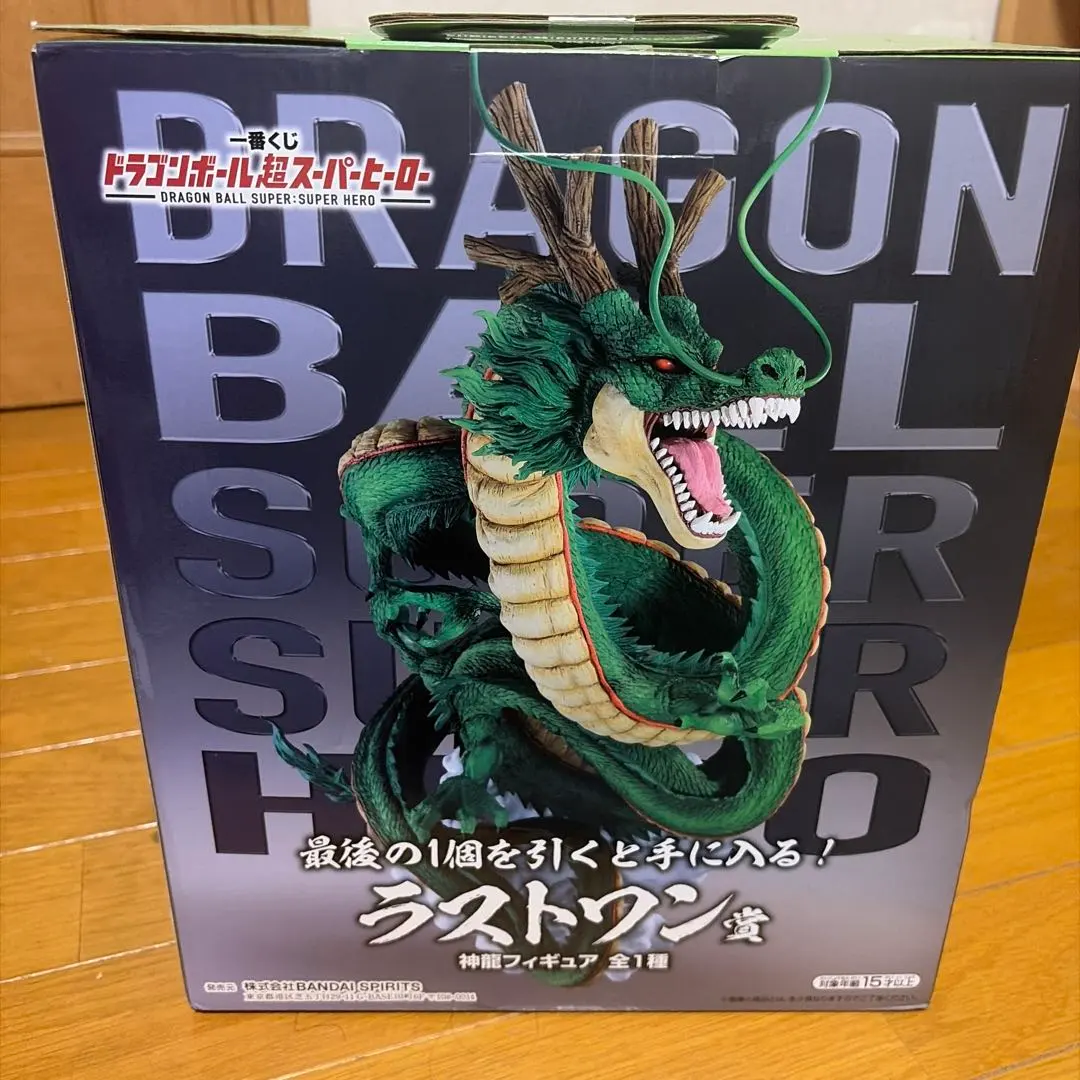 DRAGON
一番くじ
ドラゴンボール超スーパーヒーロー
DRAGON BALL SUPER:SUPER HERO
BALL
SUPER
SUPER
HERO
最後の1個を引くと手に入る!
ラストワン賞
神龍フィギュア 全1種
発売元 株式会社BANDAI SPIRITS
対象年齢15才以上